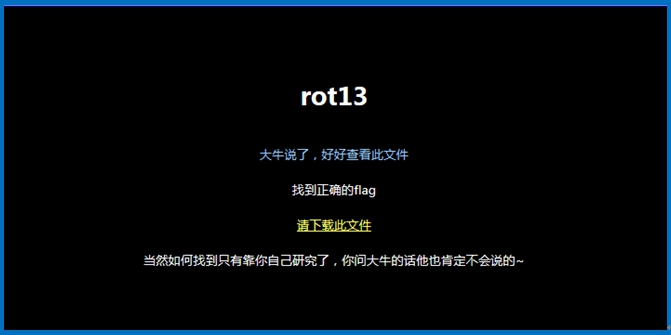 rot13
大牛说了，好好查看此文件
找到正确的flag
请下载此文件
当然如何找到只有靠你自己研究了，你问大牛的话他也肯定不会说的~